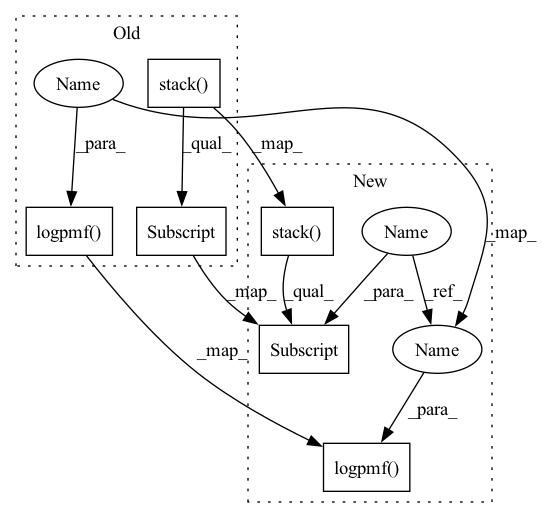 Old
Name
stack()
_para_
_qual_
_map_
New
logpmf()
Subscript
stack()
Name
_map_
_map_
_qual_
_para_
_ref_
_map_
Subscript
Name
_para_
logpmf()